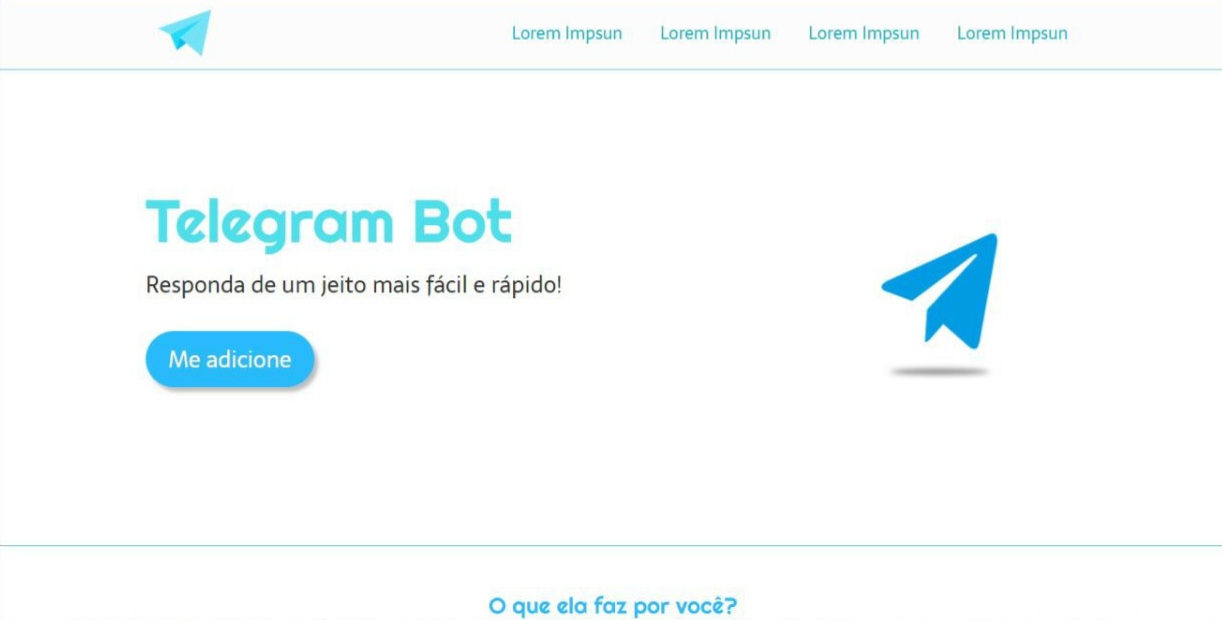 Lorem Impsun Lorem Impsun Lorem Impsun Lorem Impsun
Telegram Bot
Responda de um jeito mais fácil e rápido!
Me adicione
O que ela faz por você?